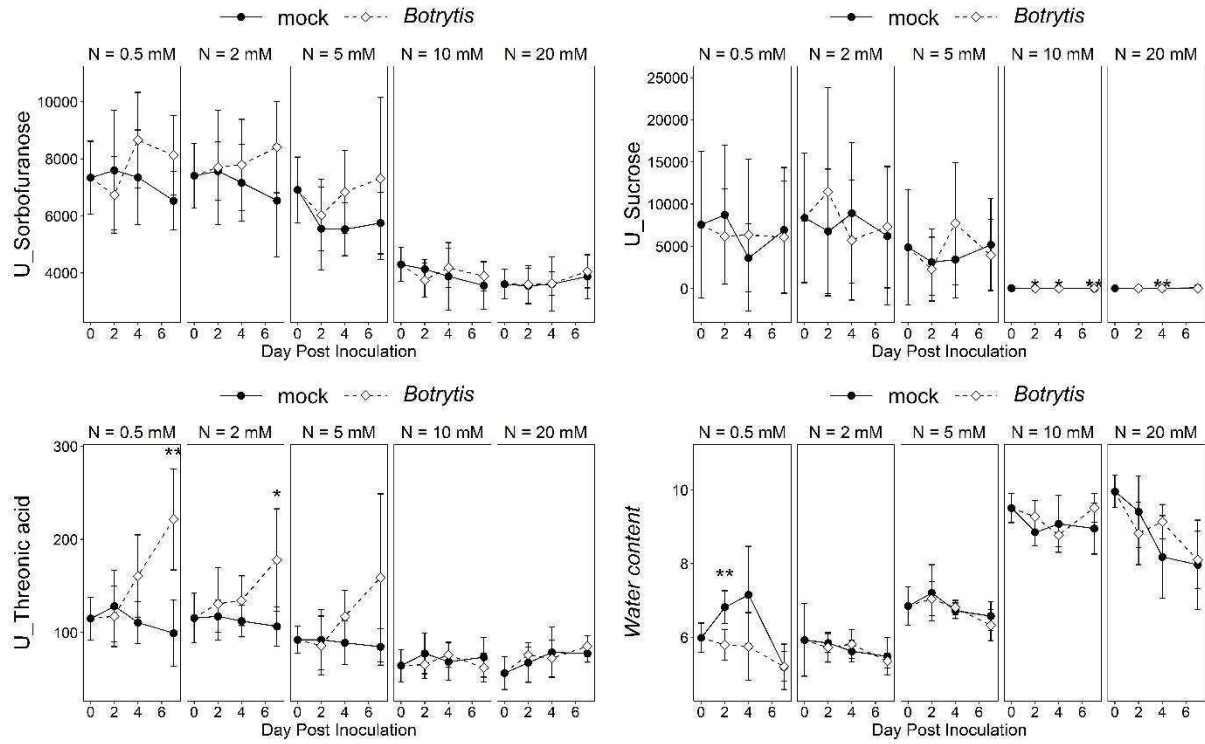 mock Botrytis
N = 0.5 mM N = 2 mM N = 5 mM N = 10 mM N = 20 mM
U_Sorbofuranose
10000
8000
6000
4000
0 2 4 6 0 2 4 6 0 2 4 6 0 2 4 6 0 2 4 6
Day Post Inoculation
mock Botrytis
N = 0.5 mM N = 2 mM N = 5 mM N = 10 mM N = 20 mM
U_Sucrose
25000
20000
15000
10000
5000
0
* * ** **
0 2 4 6 0 2 4 6 0 2 4 6 0 2 4 6 0 2 4 6
Day Post Inoculation
mock Botrytis
N = 0.5 mM N = 2 mM N = 5 mM N = 10 mM N = 20 mM
U_Threonic acid
300
200
100
** *
0 2 4 6 0 2 4 6 0 2 4 6 0 2 4 6 0 2 4 6
Day Post Inoculation
mock Botrytis
N = 0.5 mM N = 2 mM N = 5 mM N = 10 mM N = 20 mM
Water content
10
8
6
**
0 2 4 6 0 2 4 6 0 2 4 6 0 2 4 6 0 2 4 6
Day Post Inoculation